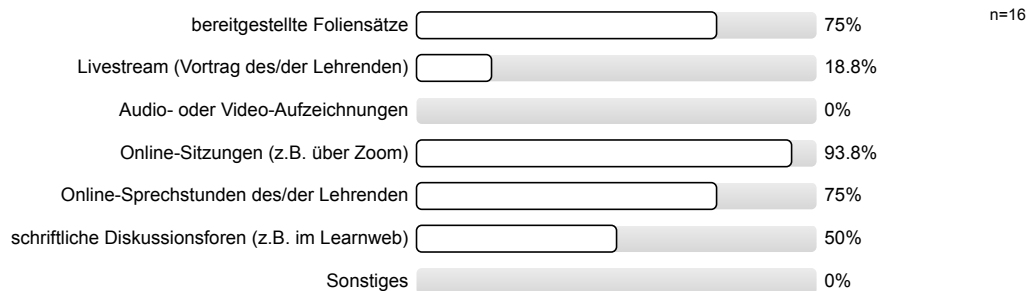 bereitgestellte Foliensätze 75% n=16
Livestream (Vortrag des/der Lehrenden) 18.8%
Audio- oder Video-Aufzeichnungen 0%
Online-Sitzungen (z.B. über Zoom) 93.8%
Online-Sprechstunden des/der Lehrenden 75%
schriftliche Diskussionsforen (z.B. im Learnweb) 50%
Sonstiges 0%